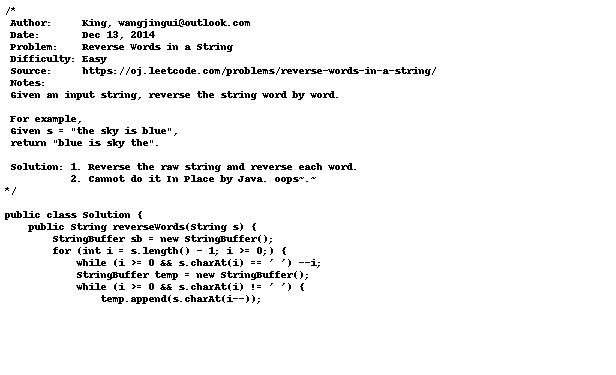 /*
 Author:     King, wangjingui@outlook.com
 Date:       Dec 13, 2014
 Problem:    Reverse Words in a String
 Difficulty: Easy
 Source:     https://oj.leetcode.com/problems/reverse-words-in-a-string/
 Notes:
 Given an input string, reverse the string word by word.

 For example,
 Given s = "the sky is blue",
 return "blue is sky the".

 Solution: 1. Reverse the raw string and reverse each word.
           2. Cannot do it In Place by Java. oops~.~
*/

public class Solution {
    public String reverseWords(String s) {
        StringBuffer sb = new StringBuffer();
        for (int i = s.length() - 1; i >= 0;) {
            while (i >= 0 && s.charAt(i) == ' ') --i;
            StringBuffer temp = new StringBuffer();
            while (i >= 0 && s.charAt(i) != ' ') {
                temp.append(s.charAt(i--));